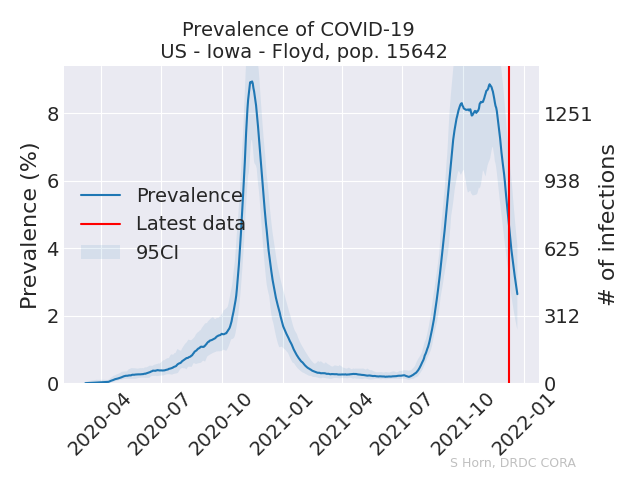 Prevalence of COVID-19
US - Iowa - Floyd, pop. 15642
Prevalence (%)
8
6
4
2
0
1251
938
625
312
0
# of infections
Prevalence
Latest data
95CI
2020-04
2020-07
2020-10
2021-01
2021-04
2021-07
2021-10
2022-01
S Horn, DRDC CORA